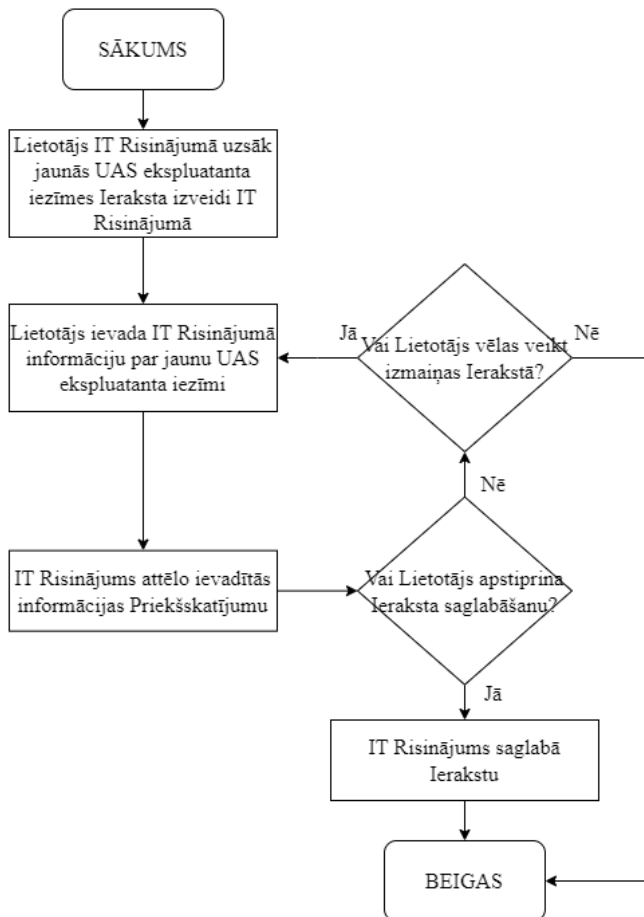 SĀKUMS
Lietotājs IT Risinājumā uzsāk
jaunās UAS ekspluatanta
iezīmes Ieraksta izveidi IT
Risinājumā
Lietotājs ievada IT Risinājumā
informāciju par jaunu UAS
ekspluatanta iezīmi
Jā
Vai Lietotājs vēlas veikt
izmaiņas Ierakstā?
Nē
Nē
IT Risinājums attēlo ievadītās
informācijas Priekšskatījumu
Vai Lietotājs apstiprina
Ieraksta saglabāšanu?
Jā
IT Risinājums saglabā
Ierakstu
BEIGAS